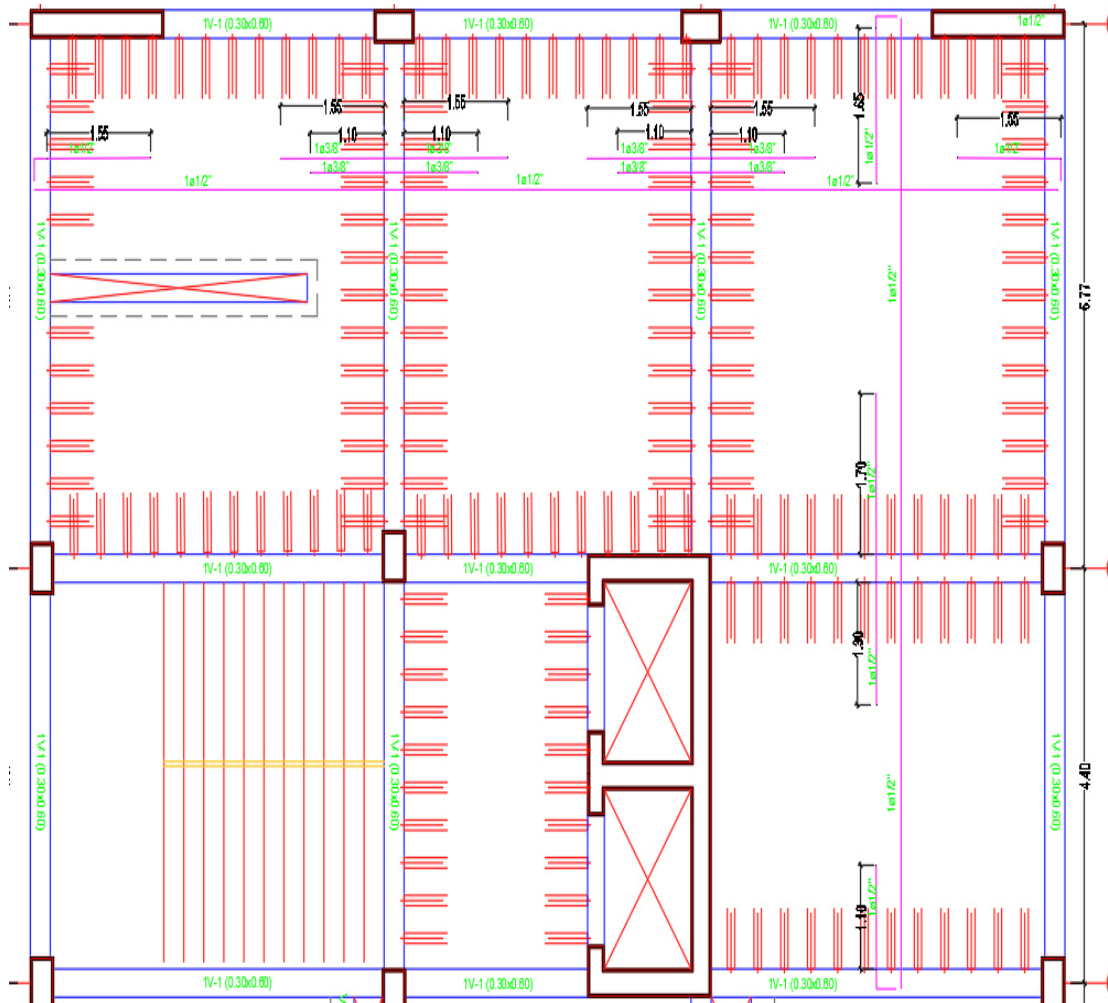 1V-1 (0.30x0.60)
1V-1 (0.30x0.60)
1V-1 (0.30x0.60)
1ø1/2"
1.55
1.55
1.55
1.55
1.65
1.55
1.10
1.10
1.10
1.10
1ø1/2"
1ø1/2"
1ø3/8"
1ø3/8"
1ø3/8"
1ø3/8"
1ø1/2"
1ø3/8"
1ø3/8"
1ø3/8"
1ø3/8"
1ø1/2"
1ø1/2"
1ø1/2"
1V-1 (0.30x0.60)
1V-1 (0.30x0.60)
1V-1 (0.30x0.60)
1V-1 (0.30x0.60)
1ø1/2"
6.77
1.70
1ø1/2"
1V-1 (0.30x0.60)
1V-1 (0.30x0.60)
1V-1 (0.30x0.60)
1.90
1ø1/2"
1V-1 (0.30x0.60)
1V-1 (0.30x0.60)
1ø1/2"
1V-1 (0.30x0.60)
4.40
1.10
1ø1/2"
1V-1 (0.30x0.60)
1V-1 (0.30x0.60)
1V-1 (0.30x0.60)